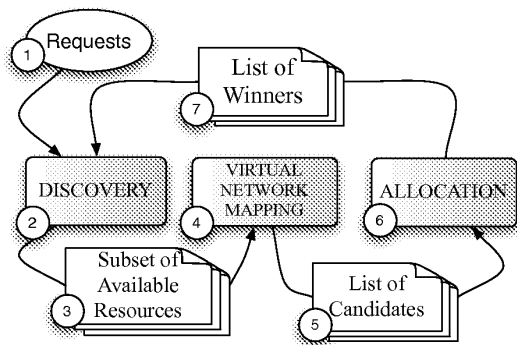 1
Requests
List of
Winners
7
DISCOVERY
2
VIRTUAL
NETWORK
MAPPING
4
ALLOCATION
6
Subset of
Available
Resources
3
List of
Candidates
5